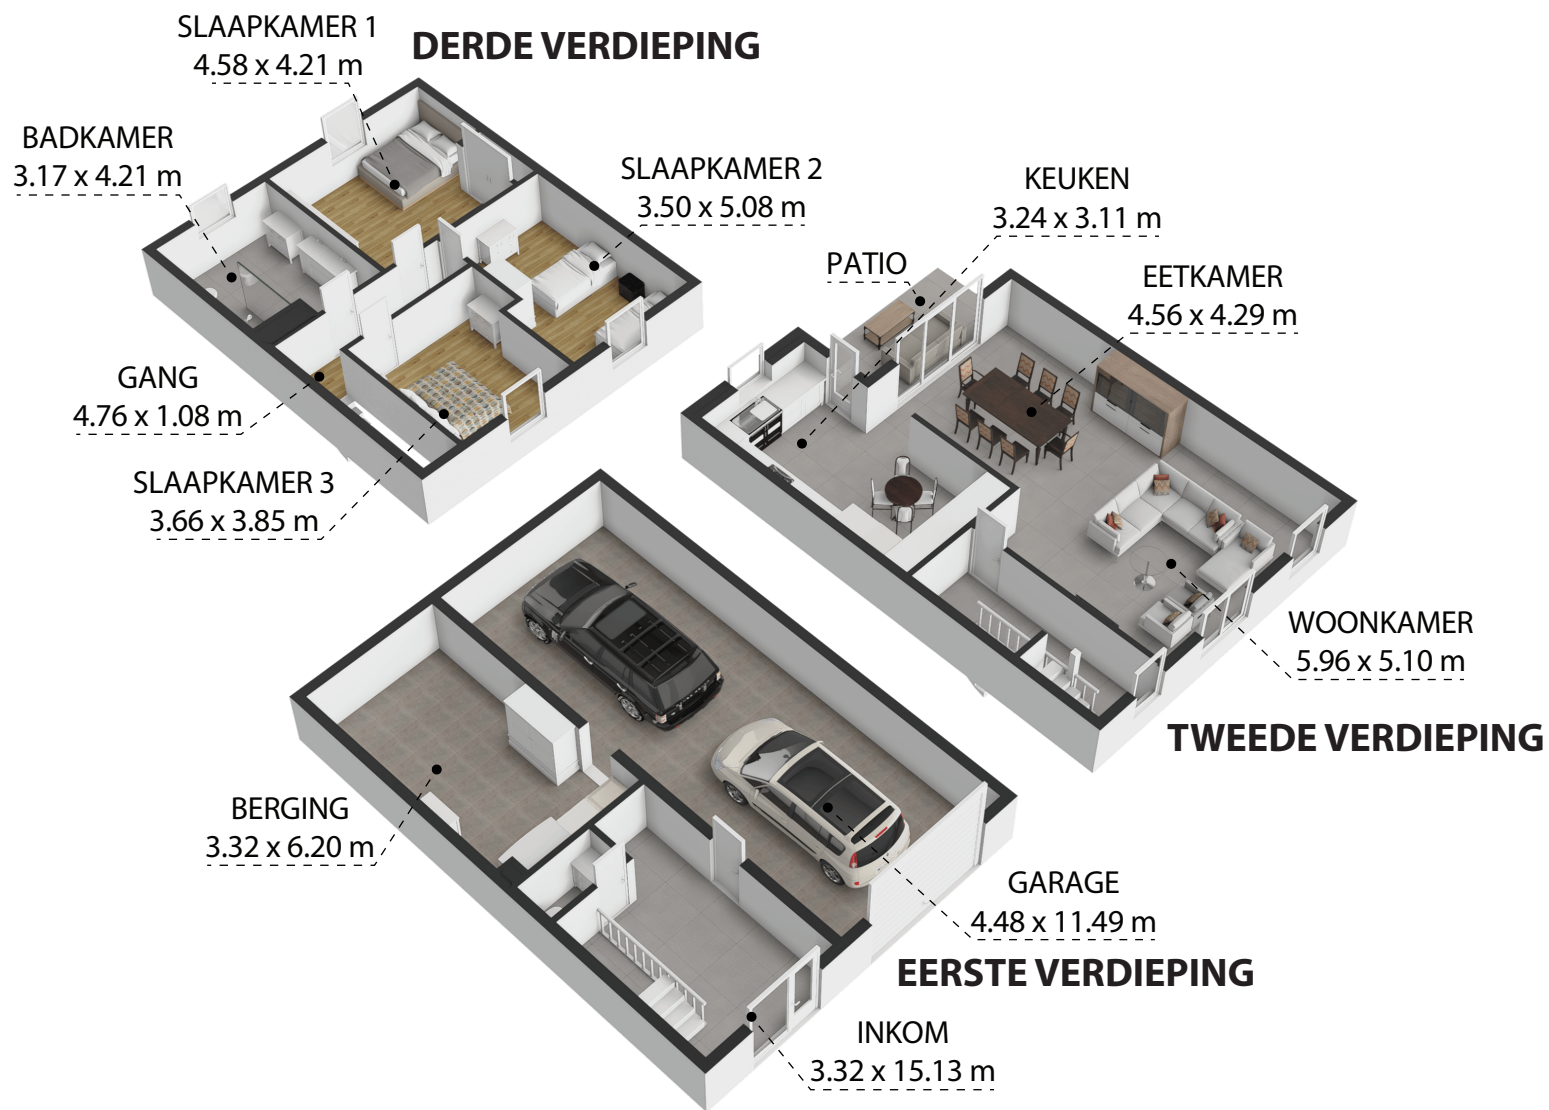 SLAAPKAMER 1
4.58 x 4.21 m
DERDE VERDIEPING
BADKAMER
3.17 x 4.21 m
SLAAPKAMER 2
3.50 x 5.08 m
KEUKEN
3.24 x 3.11 m
PATIO
EETKAMER
4.56 x 4.29 m
GANG
4.76 x 1.08 m
SLAAPKAMER 3
3.66 x 3.85 m
WOONKAMER
5.96 x 5.10 m
TWEEDE VERDIEPING
BERGING
3.32 x 6.20 m
GARAGE
4.48 x 11.49 m
EERSTE VERDIEPING
INKOM
3.32 x 15.13 m